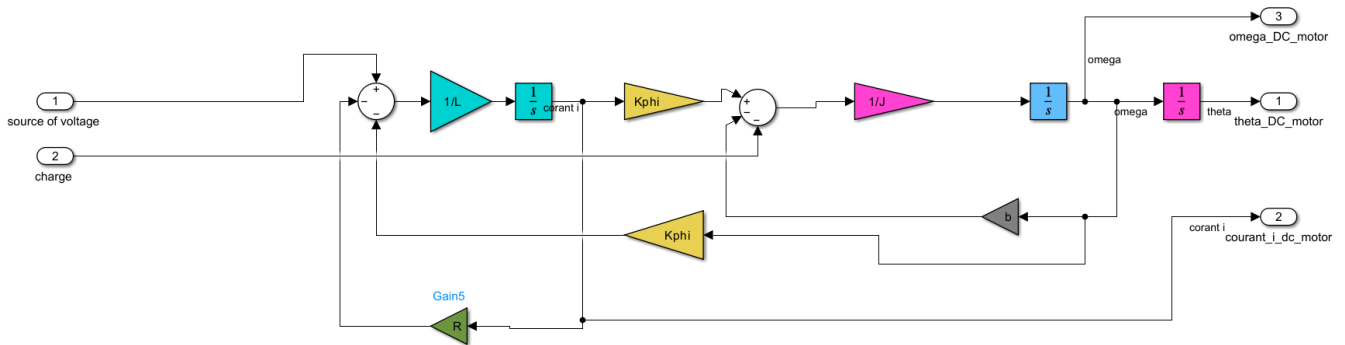 3
omega_DC_motor
omega
1
source of voltage
+
−
−
1/L
1
s
corant i
Kphi
+
−
−
1/J
1
s
omega
1
s
theta
1
theta_DC_motor
2
charge
b
Kphi
2
corant i
courant_i_dc_motor
Gain5
R